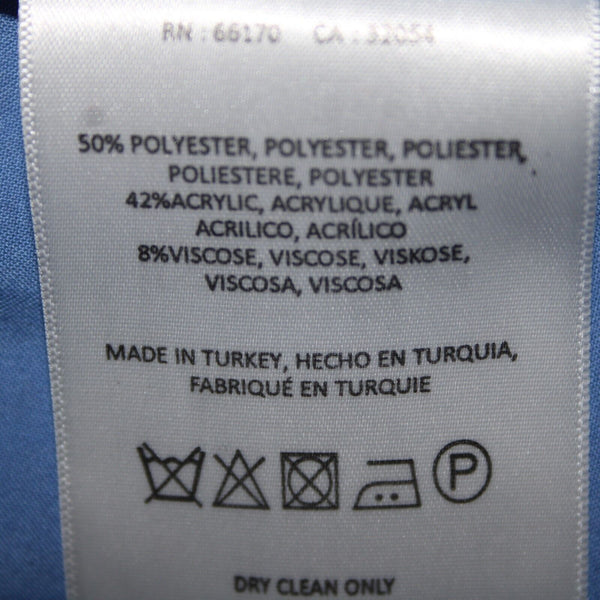 RN : 66170 CA : 32054
50% POLYESTER, POLYESTER, POLIESTER,
POLIESTERE, POLYESTER
42%ACRYLIC, ACRYLIQUE, ACRYL
ACRILICO, ACRÍLICO
8%VISCOSE, VISCOSE, VISKOSE,
VISCOSA, VISCOSA
MADE IN TURKEY, HECHO EN TURQUIA,
FABRIQUÉ EN TURQUIE
P
DRY CLEAN ONLY